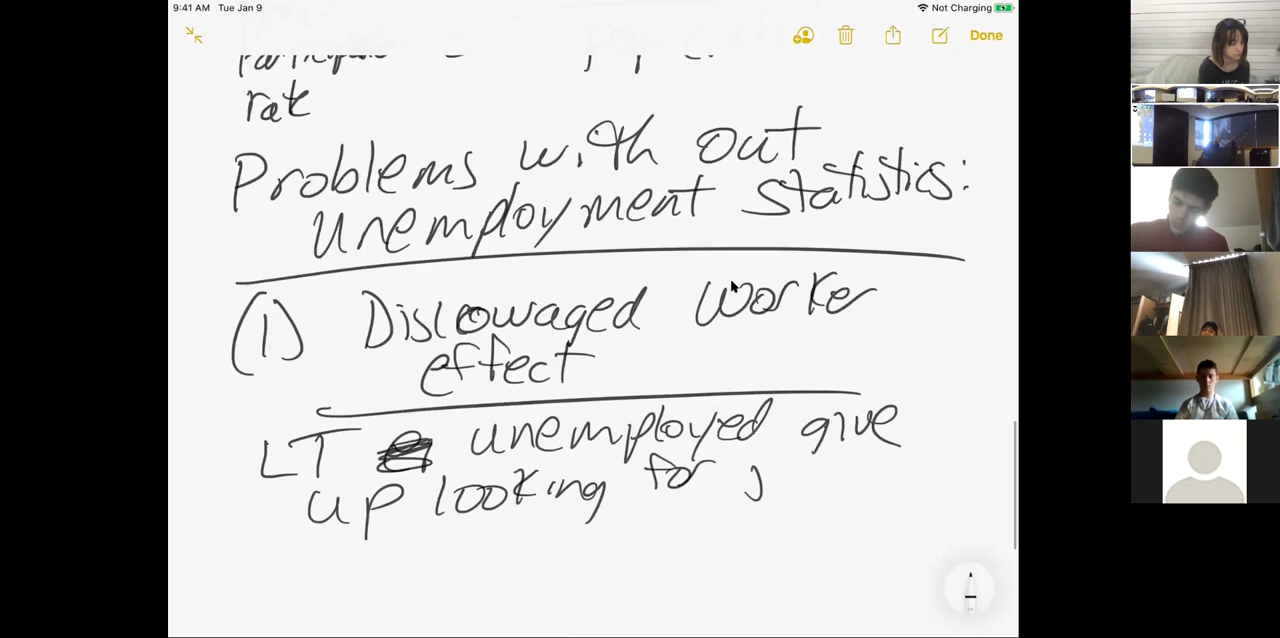 9:41 AM Tue Jan 9
Not Charging
Done
rate
Problems with out
unemployment statistics:
(1) Discouraged worker
effect
LT unemployed give
up looking for J